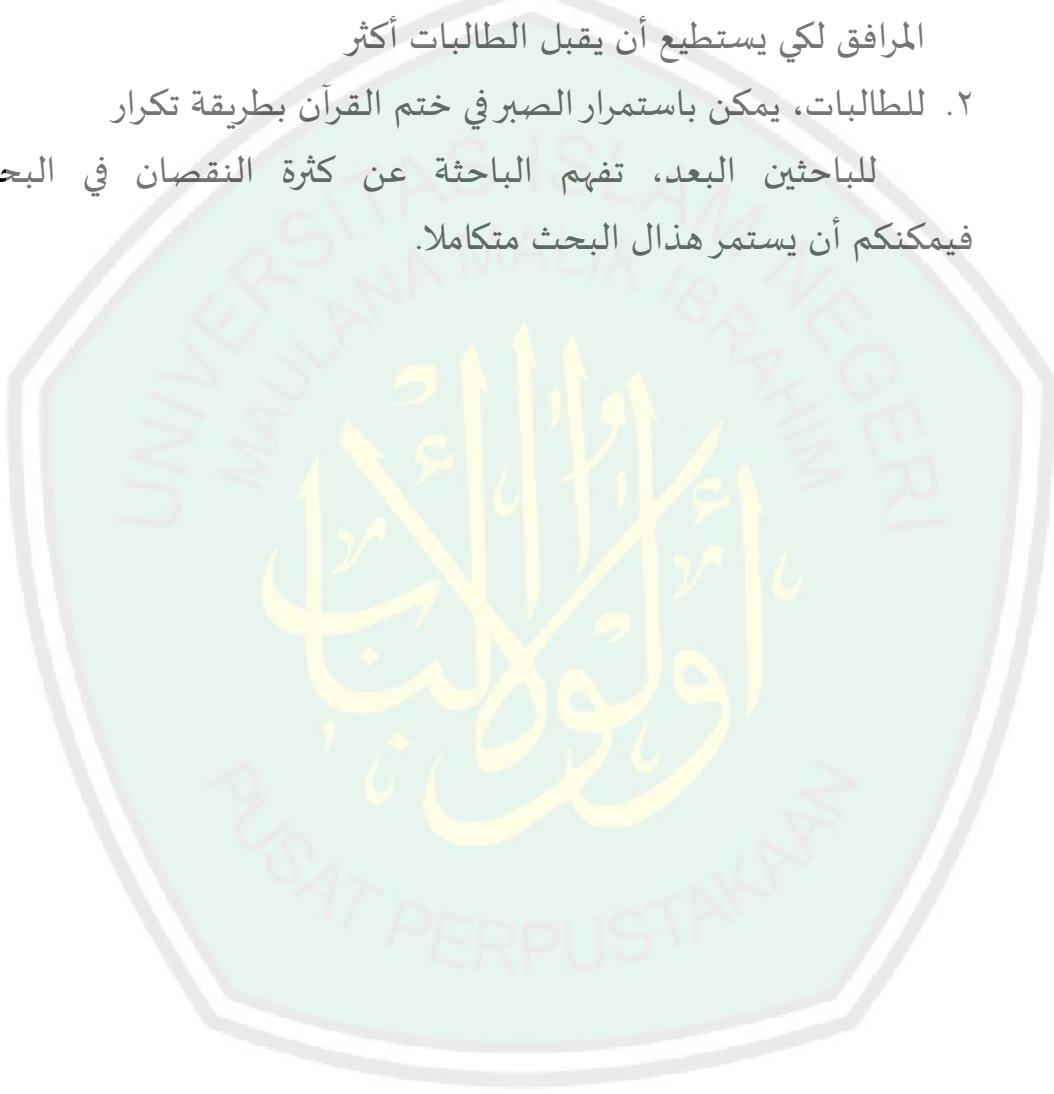 المرافق لكي يستطيع أن يقبل الطالبات أكثر
٢. للطالبات، يمكن باستمرار الصبر في ختم القرآن بطريقة تكرار
للباحثين البعد، تفهم الباحثة عن كثرة النقصان في
فيمكنكم أن يستمر هذال البحث متكاملا.
UNIVERSITAS ISLAM NEGERI
MAULANA MALIK IBRAHIM
PUSAT PERPUSTAKAAN